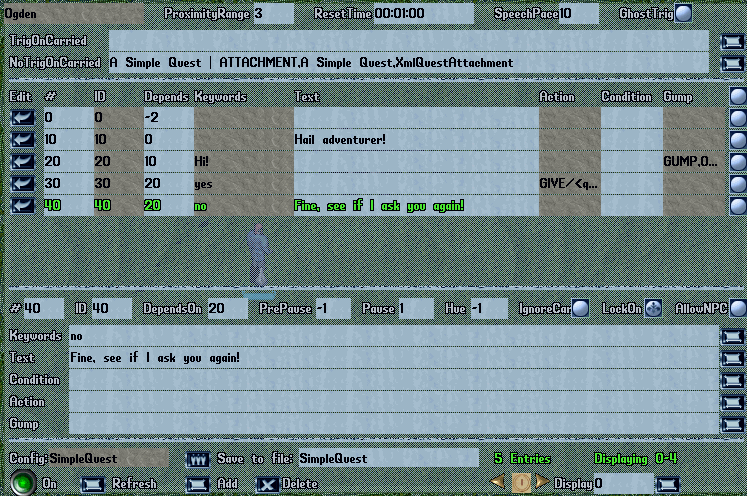 Ogden ProximityRange 3 ResetTime 00:01:00 SpeechPace 10 GhostTrig
TrigOnCarried
NoTrigOnCarried A Simple Quest | ATTACHMENT,A Simple Quest,XmlQuestAttachment
Edit # ID Depends Keywords Text Action Condition Gump
0 0 -2
10 10 0 Hail adventurer!
20 20 10 Hi! GUMP,0...
30 30 20 yes GIVE/<q...
40 40 20 no Fine, see if I ask you again!
# 40 ID 40 DependsOn 20 PrePause -1 Pause 1 Hue -1 IgnoreCar LockOn AllowNPC
Keywords no
Text Fine, see if I ask you again!
Condition
Action
Gump
Config: SimpleQuest Save to file: SimpleQuest 5 Entries Displaying 0-4
On Refresh Add Delete Display 0